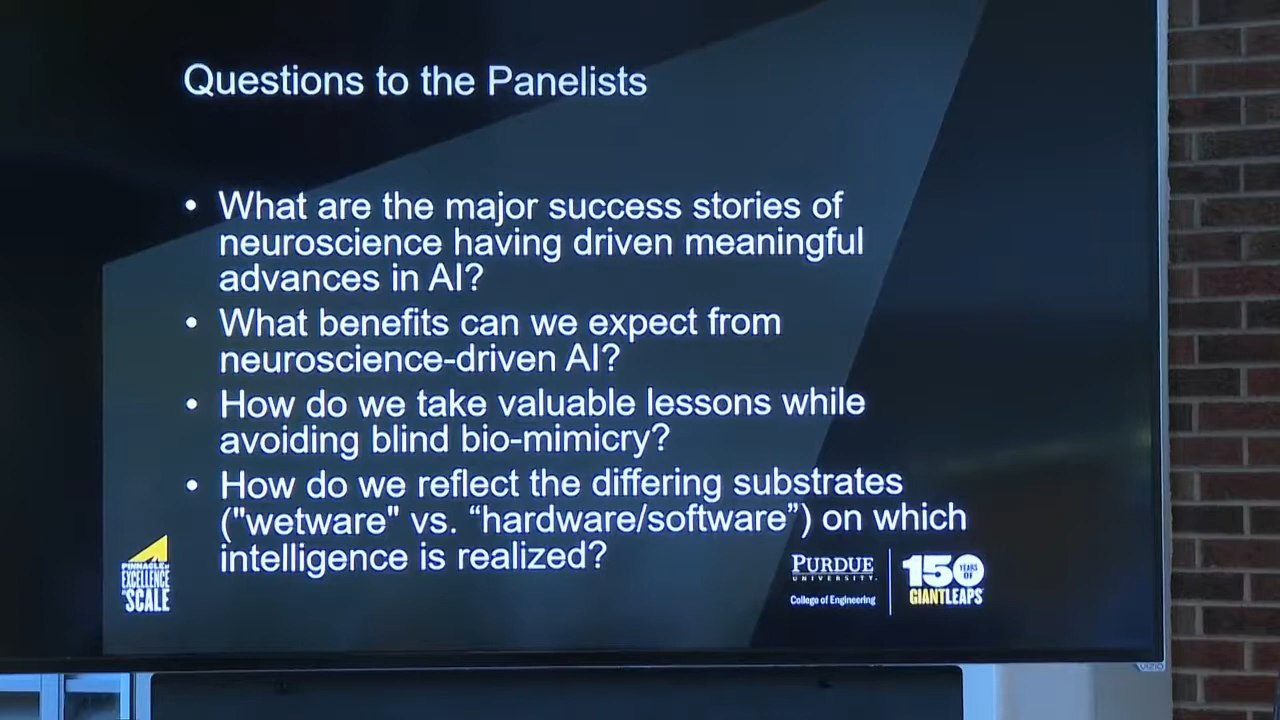 Questions to the Panelists
• What are the major success stories of
neuroscience having driven meaningful
advances in AI?
• What benefits can we expect from
neuroscience-driven AI?
• How do we take valuable lessons while
avoiding blind bio-mimicry?
• How do we reflect the differing substrates
("wetware" vs. “hardware/software”) on which
intelligence is realized?
PINNACLE OF
EXCELLENCE
AT SCALE
PURDUE
UNIVERSITY.
College of Engineering
150 YEARS OF
GIANT LEAPS
VIZIO